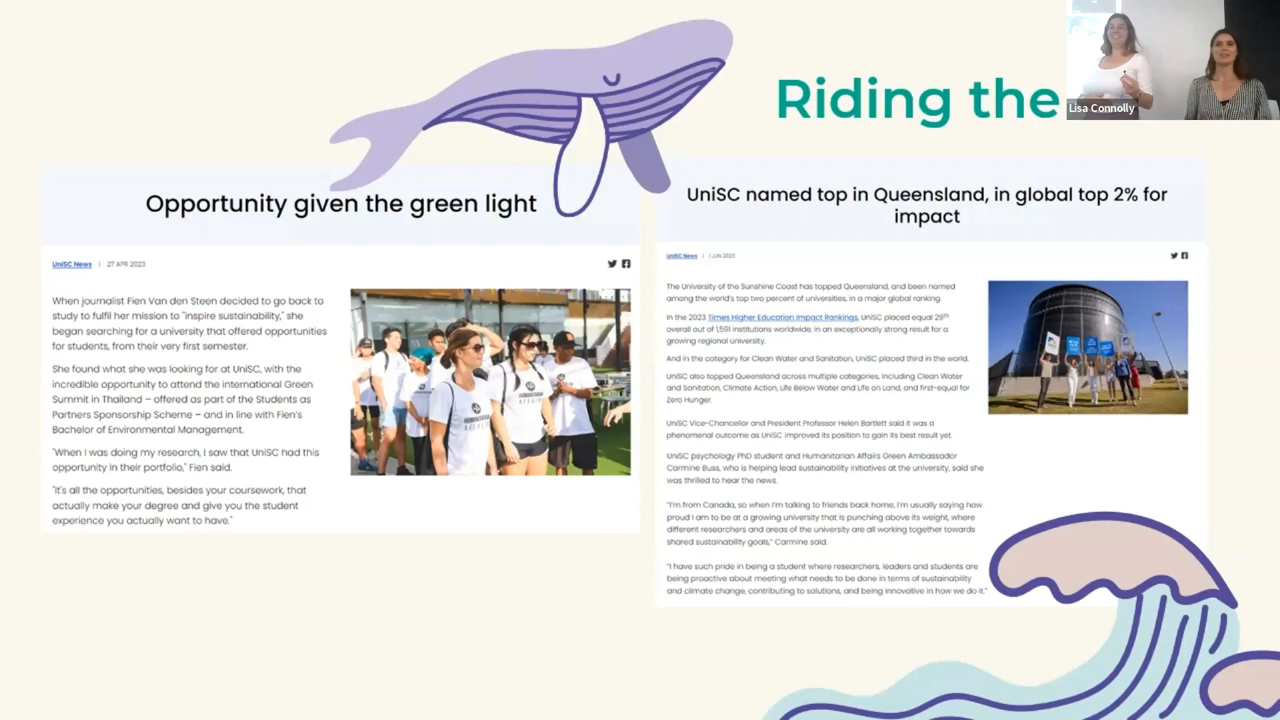 Riding the
Lisa Connolly
Opportunity given the green light
UniSC News | 27 APR 2023
When journalist Fien Van den Steen decided to go back to
study to fulfil her mission to "inspire sustainability," she
began searching for a university that offered opportunities
for students, from their very first semester.
She found what she was looking for at UniSC, with the
incredible opportunity to attend the international Green
Summit in Thailand – offered as part of the Students as
Partners Sponsorship Scheme – and in line with Fien's
Bachelor of Environmental Management.
"When I was doing my research, I saw that UniSC had this
opportunity in their portfolio," Fien said.
"It's all the opportunities, besides your coursework, that
actually make your degree and give you the student
experience you actually want to have."
UniSC named top in Queensland, in global top 2% for
impact
UniSC News | 1 JUN 2023
The University of the Sunshine Coast has topped Queensland, and been named
among the world's top two percent of universities, in a major global ranking.
In the 2023 Times Higher Education Impact Rankings, UniSC placed equal 29th
overall out of 1,591 institutions worldwide, in an exceptionally strong result for a
growing regional university.
And in the category for Clean Water and Sanitation, UniSC placed third in the world.
UniSC also topped Queensland across multiple categories, including Clean Water
and Sanitation, Climate Action, Life Below Water and Life on Land, and first-equal for
Zero Hunger.
UniSC Vice-Chancellor and President Professor Helen Bartlett said it was a
phenomenal outcome as UniSC improved its position to gain its best result yet.
UniSC psychology PhD student and Humanitarian Affairs Green Ambassador
Carmine Buss, who is helping lead sustainability initiatives at the university, said she
was thrilled to hear the news.
"I'm from Canada, so when I'm talking to friends back home, I'm usually saying how
proud I am to be at a growing university that is punching above its weight, where
different researchers and areas of the university are all working together towards
shared sustainability goals," Carmine said.
"I have such pride in being a student where researchers, leaders and students are
being proactive about meeting what needs to be done in terms of sustainability
and climate change, contributing to solutions, and being innovative in how we do it."